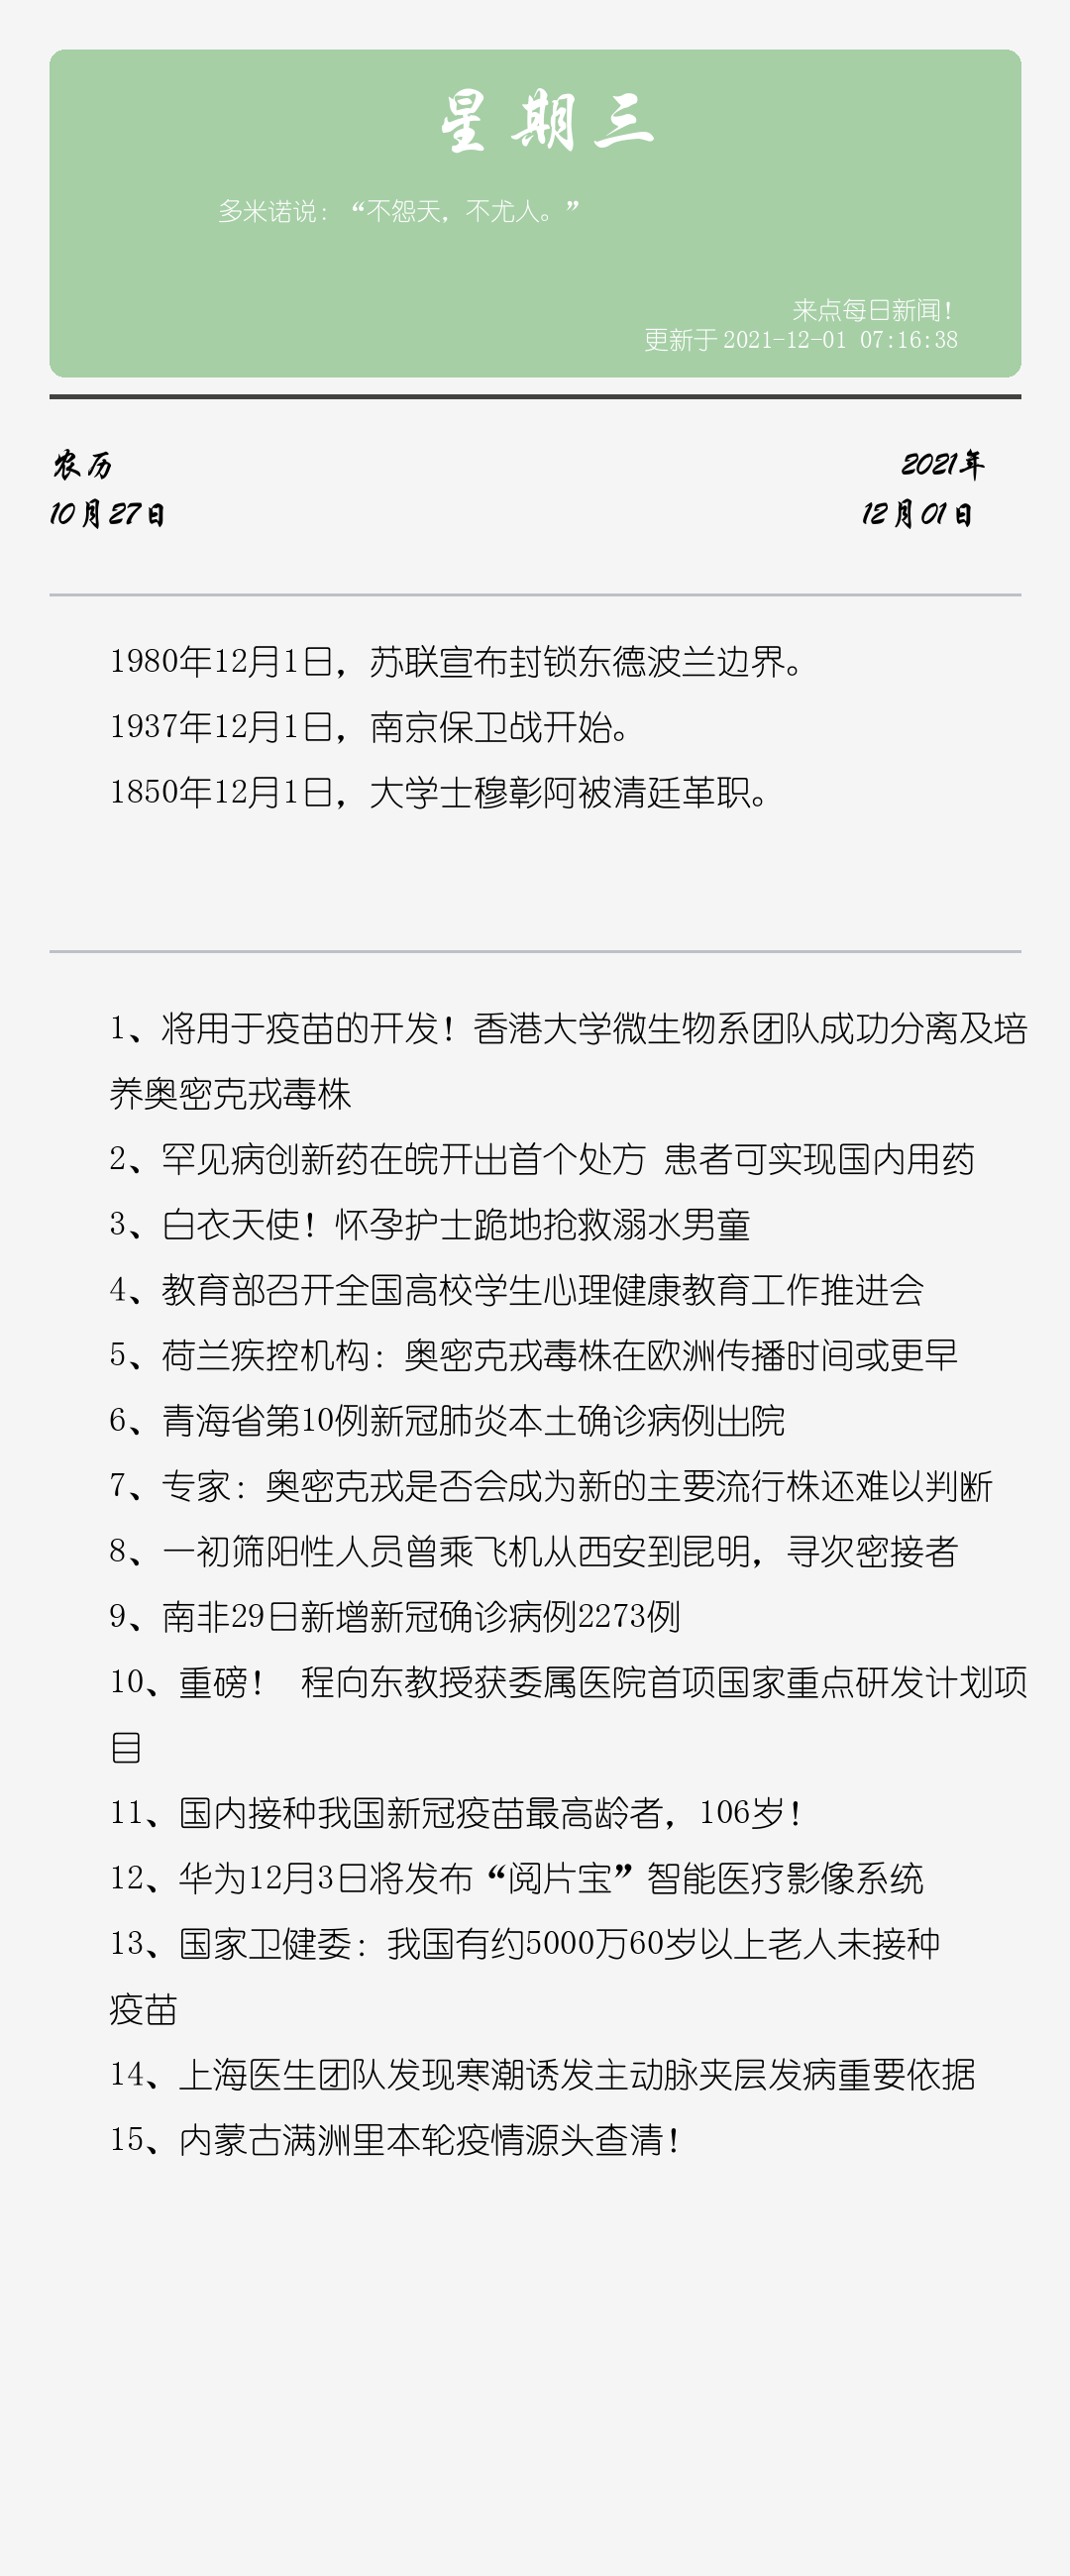 星期三
多米诺说：“不怨天，不尤人。”
来点每日新闻！
更新于 2021-12-01 07:16:38
农历
2021年
10月27日
12月01日
1980年12月1日，苏联宣布封锁东德波兰边界。
1937年12月1日，南京保卫战开始。
1850年12月1日，大学士穆彰阿被清廷革职。
1、将用于疫苗的开发！香港大学微生物系团队成功分离及培
养奥密克戎毒株
2、罕见病创新药在皖开出首个处方 患者可实现国内用药
3、白衣天使！怀孕护士跪地抢救溺水男童
4、教育部召开全国高校学生心理健康教育工作推进会
5、荷兰疾控机构：奥密克戎毒株在欧洲传播时间或更早
6、青海省第10例新冠肺炎本土确诊病例出院
7、专家：奥密克戎是否会成为新的主要流行株还难以判断
8、一初筛阳性人员曾乘飞机从西安到昆明，寻次密接者
9、南非29日新增新冠确诊病例2273例
10、重磅！ 程向东教授获委属医院首项国家重点研发计划项
目
11、国内接种我国新冠疫苗最高龄者，106岁！
12、华为12月3日将发布“阅片宝”智能医疗影像系统
13、国家卫健委：我国有约5000万60岁以上老人未接种
疫苗
14、上海医生团队发现寒潮诱发主动脉夹层发病重要依据
15、内蒙古满洲里本轮疫情源头查清！